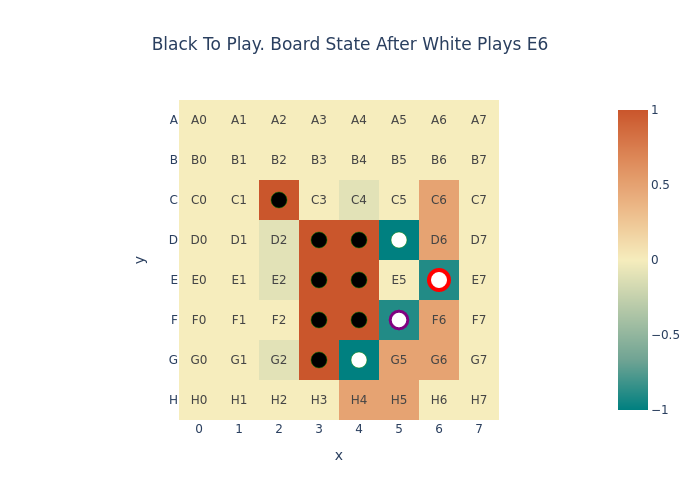 Black To Play. Board State After White Plays E6
A A0 A1 A2 A3 A4 A5 A6 A7
B B0 B1 B2 B3 B4 B5 B6 B7
C C0 C1 C3 C4 C5 C6 C7
D D0 D1 D2 D6 D7
E E0 E1 E2 E5 E7
F F0 F1 F2 F6 F7
G G0 G1 G2 G5 G6 G7
H H0 H1 H2 H3 H4 H5 H6 H7
0 1 2 3 4 5 6 7
x
y
1
0.5
0
−0.5
−1